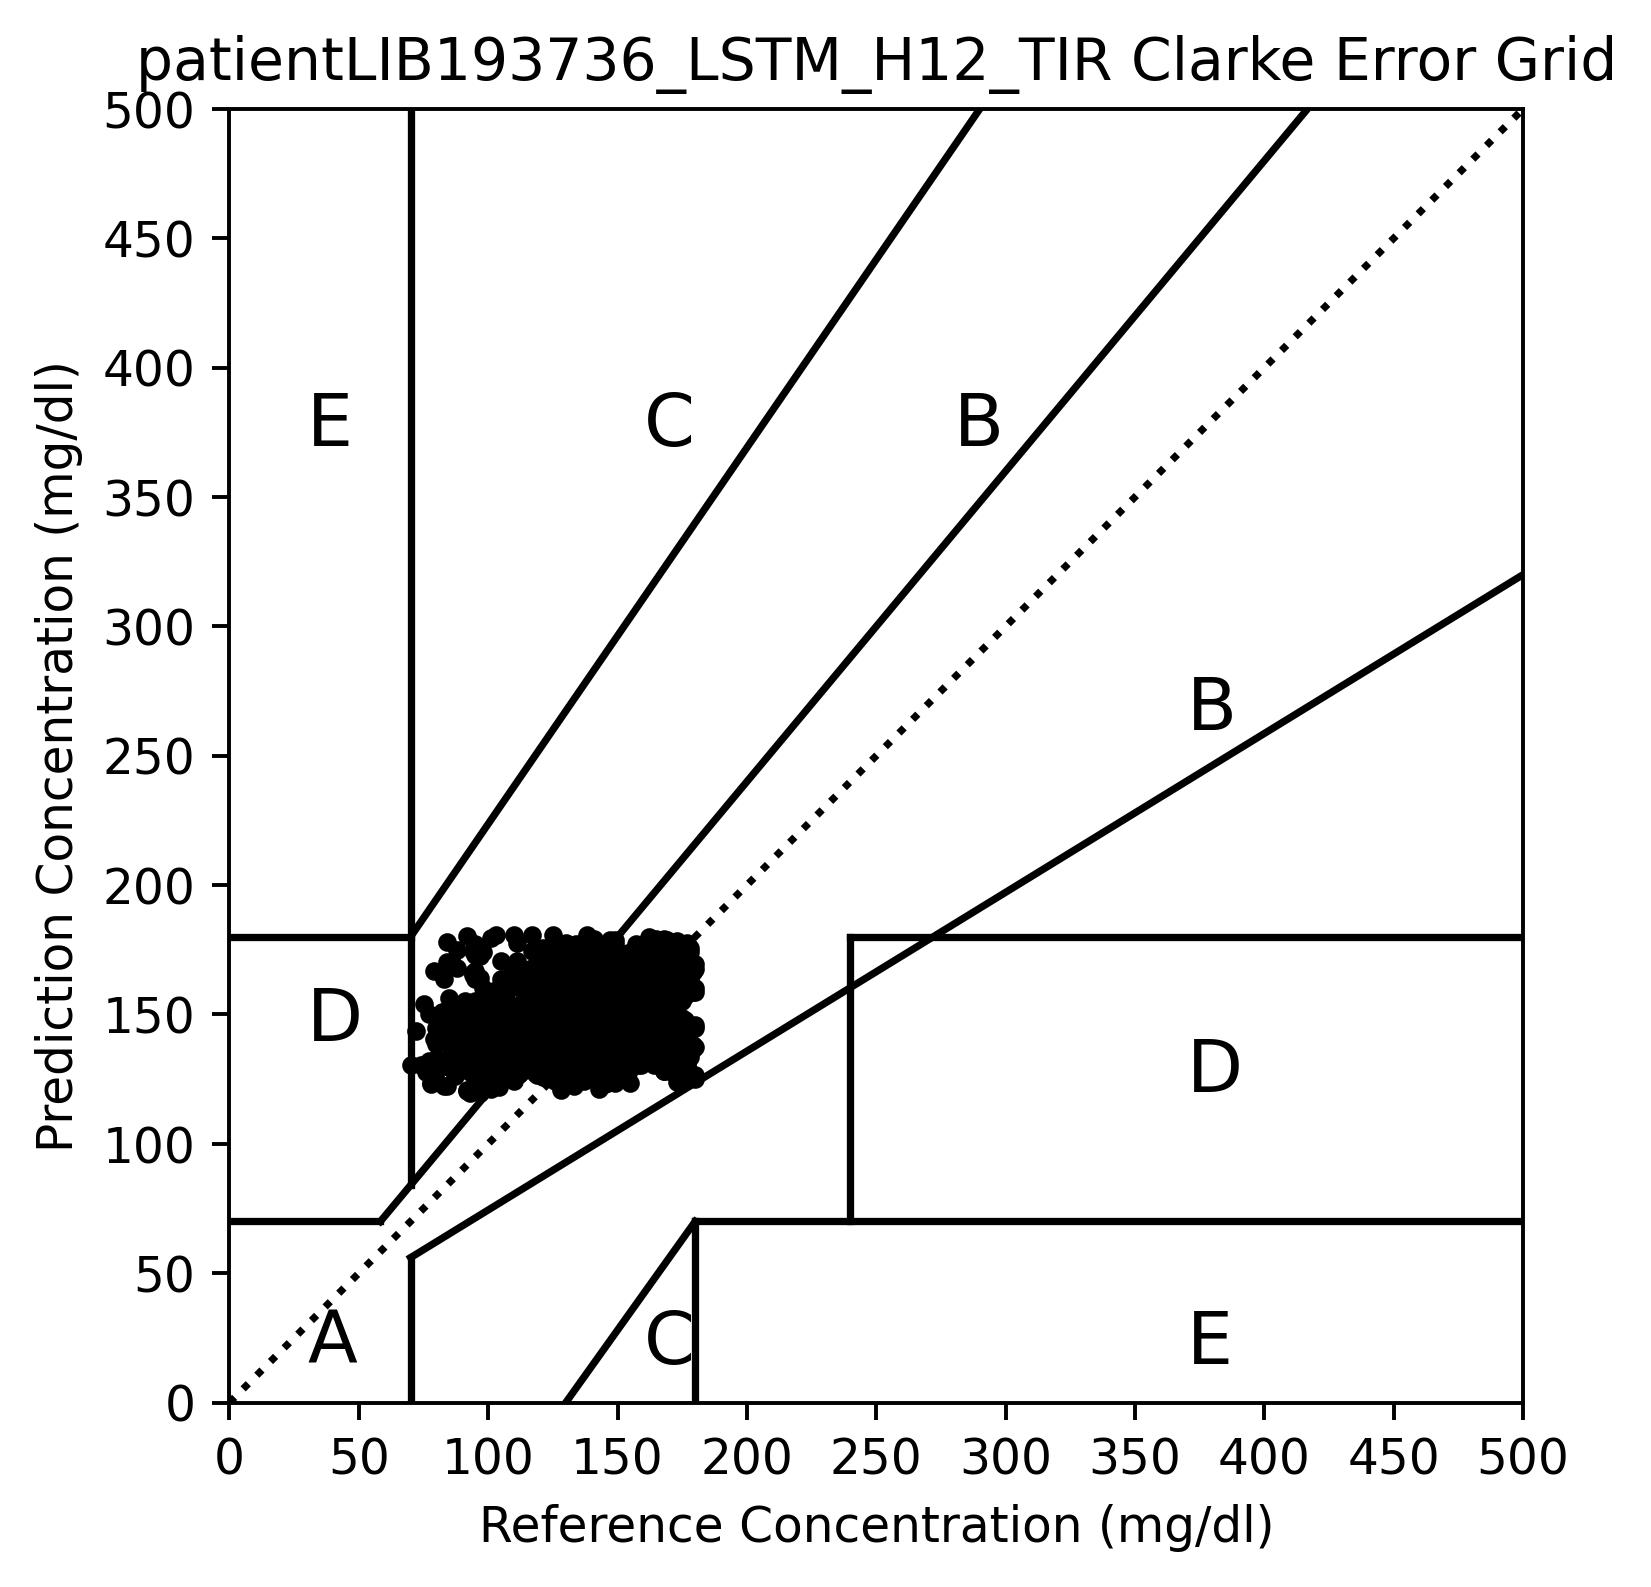 patientLIB193736_LSTM_H12_TIR Clarke Error Grid
500
450
400
350
300
250
200
150
100
50
0
Prediction Concentration (mg/dl)
E
C
B
B
D
D
A
C
E
0 50 100 150 200 250 300 350 400 450 500
Reference Concentration (mg/dl)